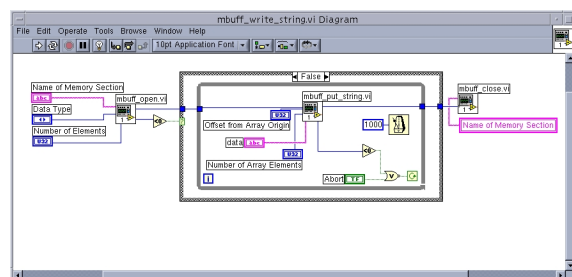 mbuff_write_string.vi Diagram
File Edit Operate Tools Browse Window Help
10pt Application Font
False
Name of Memory Section
abc
mbuff_open.vi
Data Type
Number of Elements
U32
<0
mbuff_put_string.vi
U32
Offset from Array Origin
data abc
U32
Number of Array Elements
1000
<0
Abort TF
V
i
mbuff_close.vi
Name of Memory Section